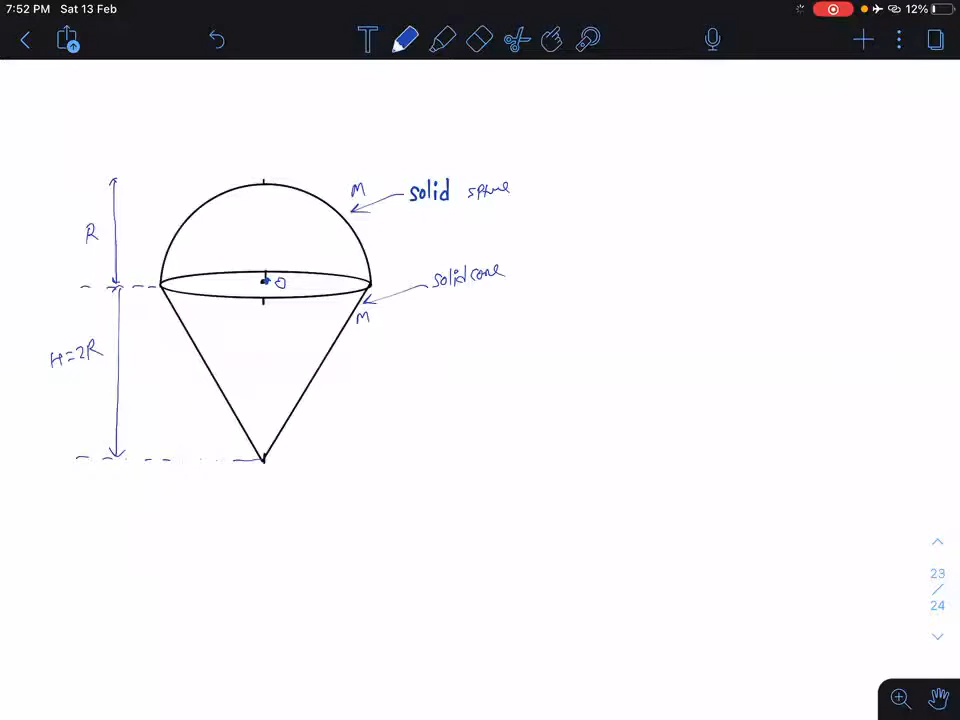 7:52 PM Sat 13 Feb
12%
T
M
solid sphere
R
O
solid cone
M
H=2R
23
/
24